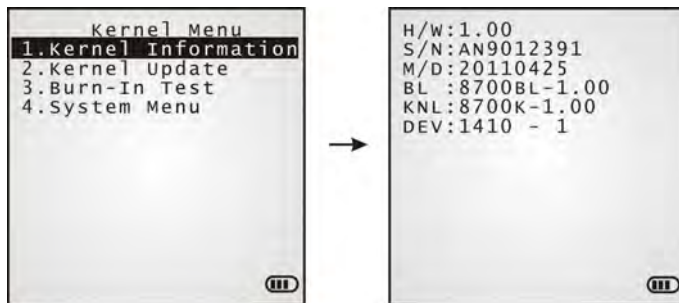 Kernel Menu
1.Kernel Information
2.Kernel Update
3.Burn-In Test
4.System Menu
H/W:1.00
S/N:AN9012391
M/D:20110425
BL :8700BL-1.00
KNL:8700K-1.00
DEV:1410 - 1